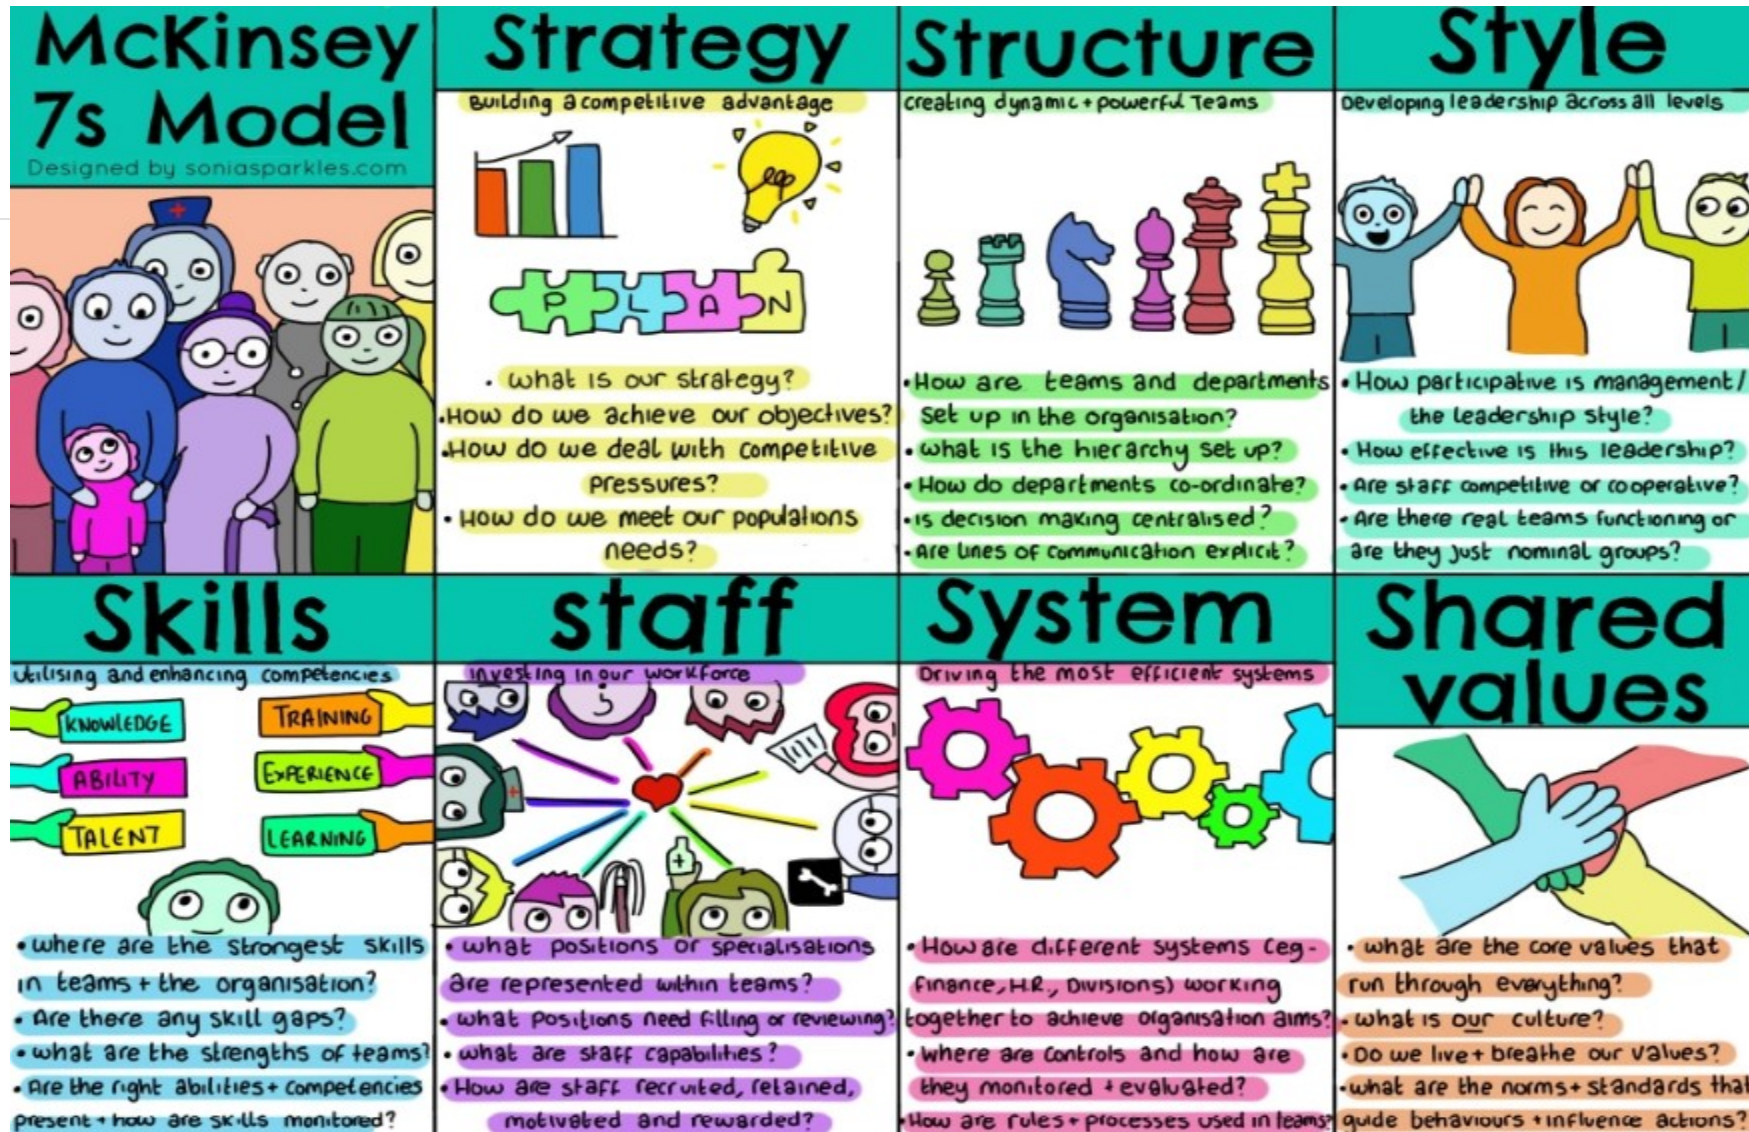 McKinsey
7s Model
Designed by soniasparkles.com
Strategy
Building a competitive advantage
PLAN
• what is our strategy?
• How do we achieve our objectives?
• How do we deal with competitive
pressures?
• How do we meet our populations
needs?
Structure
creating dynamic + powerful Teams
• How are teams and departments
set up in the organisation?
• what is the hierarchy set up?
• How do departments co-ordinate?
• is decision making centralised?
• Are lines of communication explicit?
Style
Developing leadership across all levels
• How participative is management/
the leadership style?
• How effective is this leadership?
• Are staff competitive or cooperative?
• Are there real teams functioning or
are they just nominal groups?
Skills
utilising and enhancing competencies
KNOWLEDGE
TRAINING
ABILITY
ExPERIENCE
TALENT
LEARNING
• where are the strongest skills
in teams + the organisation?
• Are there any skill gaps?
• what are the strengths of teams?
• Are the right abilities + competencies
present + how are skills monitored?
staff
investing in our workforce
• what positions or specialisations
are represented within teams?
• what positions need filling or reviewing?
• what are staff capabilities?
• How are staff recruited, retained,
motivated and rewarded?
System
Driving the most efficient systems
• How are different systems (eg-
finance, H.R., Divisions) working
together to achieve organisation aims?
• where are controls and how are
they monitored + evaluated?
• How are rules + processes used in teams?
Shared
values
• what are the core values that
run through everything?
• what is our culture?
• Do we live + breathe our values?
• what are the norms + standards that
guide behaviours + influence actions?